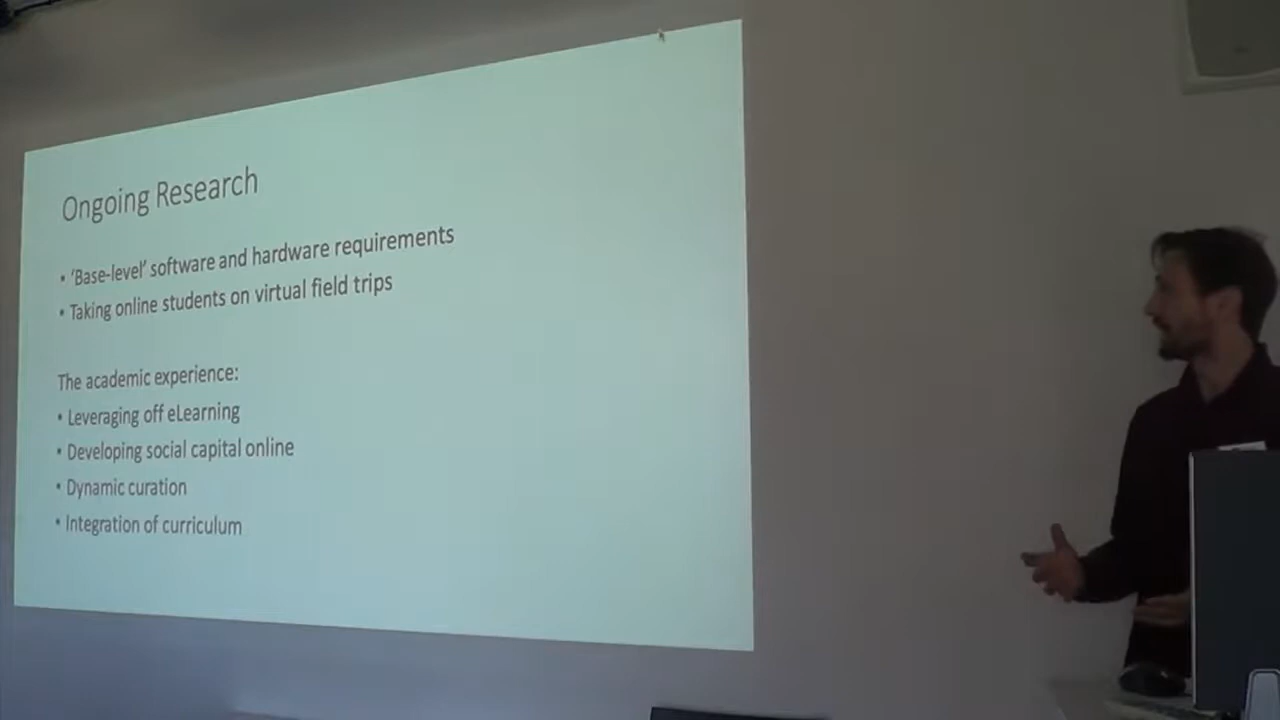 Ongoing Research
• 'Base-level' software and hardware requirements
• Taking online students on virtual field trips
The academic experience:
• Leveraging off eLearning
• Developing social capital online
• Dynamic curation
• Integration of curriculum